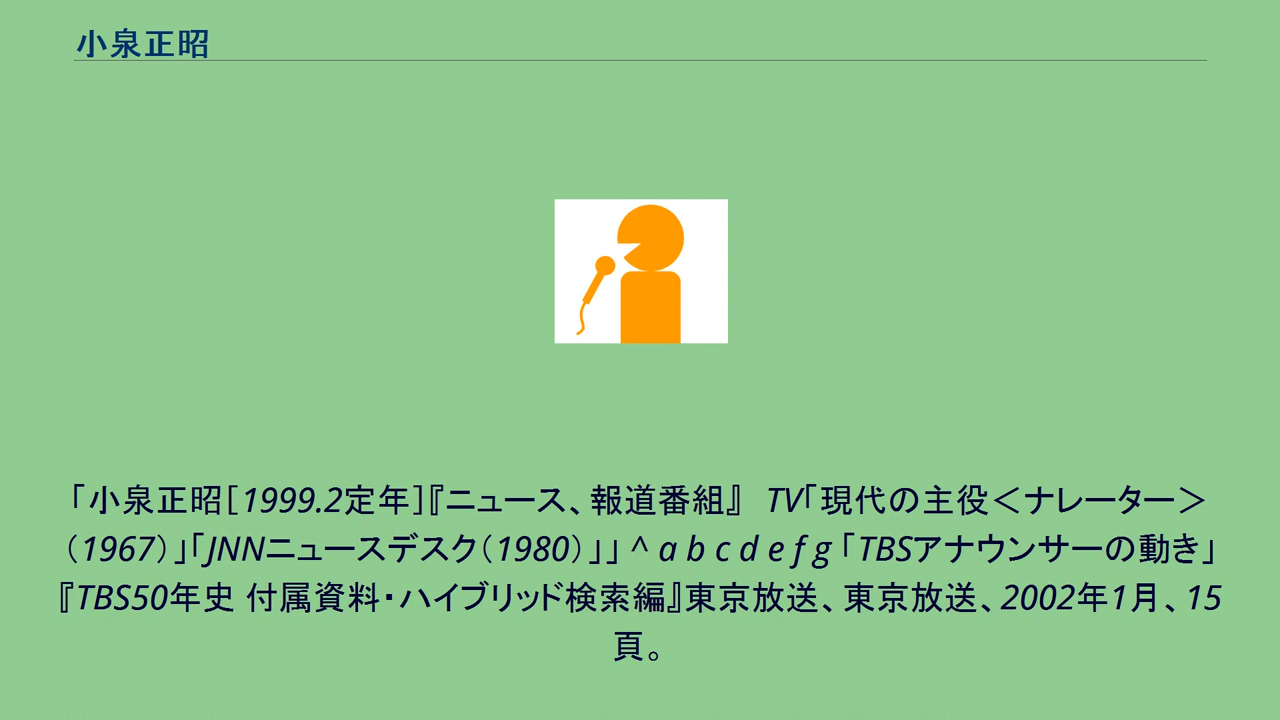 小泉正昭
「小泉正昭［1999.2定年］『ニュース、報道番組』 TV「現代の主役＜ナレーター＞
（1967）」「JNNニュースデスク（1980）」」 ^ a b c d e f g 「TBSアナウンサーの動き」
『TBS50年史 付属資料・ハイブリッド検索編』東京放送、東京放送、2002年1月、15
頁。